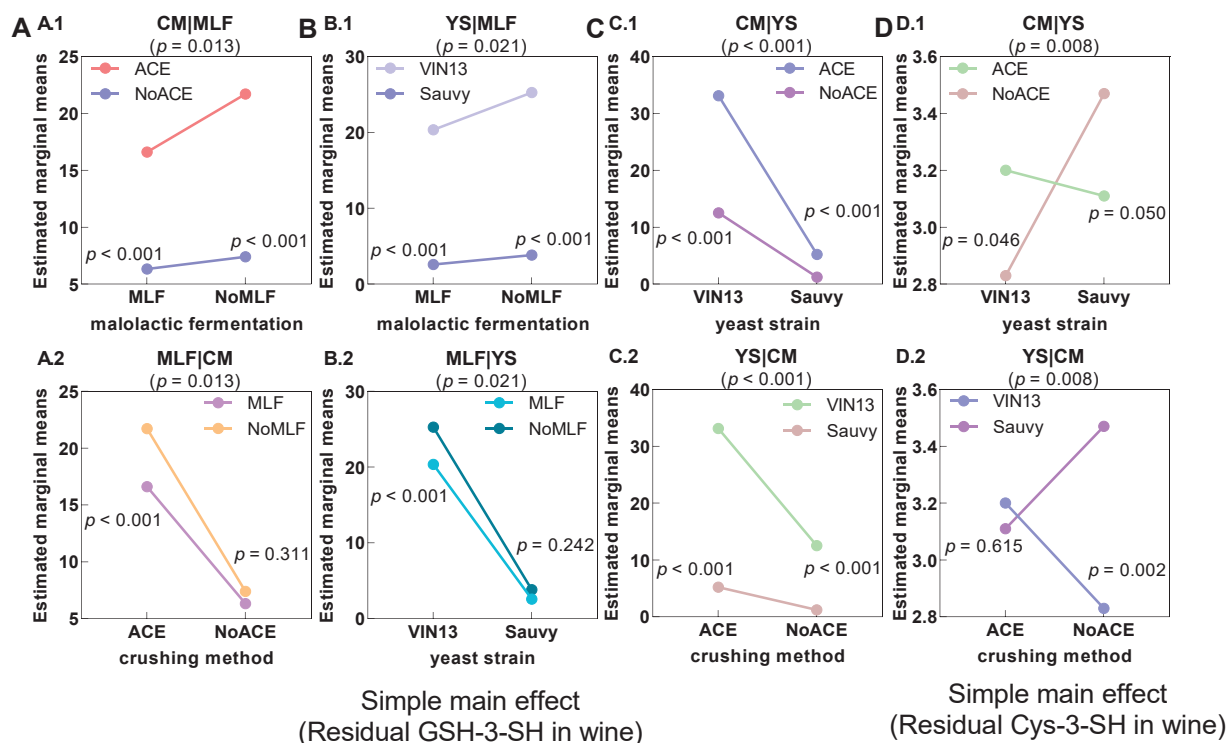 A
A.1
CM|MLF
(p = 0.013)
Estimated marginal means
25
20
15
10
5
ACE
NoACE
p < 0.001
p < 0.001
MLF
NoMLF
malolactic fermentation
B
B.1
YS|MLF
(p = 0.021)
Estimated marginal means
30
20
10
0
VIN13
Sauvy
p < 0.001
p < 0.001
MLF
NoMLF
malolactic fermentation
C
C.1
CM|YS
(p < 0.001)
Estimated marginal means
40
30
20
10
0
ACE
NoACE
p < 0.001
p < 0.001
VIN13
Sauvy
yeast strain
D
D.1
CM|YS
(p = 0.008)
Estimated marginal means
3.6
3.4
3.2
3.0
2.8
ACE
NoACE
p = 0.046
p = 0.050
VIN13
Sauvy
yeast strain
A.2
MLF|CM
(p = 0.013)
Estimated marginal means
25
20
15
10
5
MLF
NoMLF
p < 0.001
p = 0.311
ACE
NoACE
crushing method
B.2
MLF|YS
(p = 0.021)
Estimated marginal means
30
20
10
0
MLF
NoMLF
p < 0.001
p = 0.242
VIN13
Sauvy
yeast strain
C.2
YS|CM
(p < 0.001)
Estimated marginal means
40
30
20
10
0
VIN13
Sauvy
p < 0.001
p < 0.001
ACE
NoACE
crushing method
D.2
YS|CM
(p = 0.008)
Estimated marginal means
3.6
3.4
3.2
3.0
2.8
VIN13
Sauvy
p = 0.615
p = 0.002
ACE
NoACE
crushing method
Simple main effect
(Residual GSH-3-SH in wine)
Simple main effect
(Residual Cys-3-SH in wine)